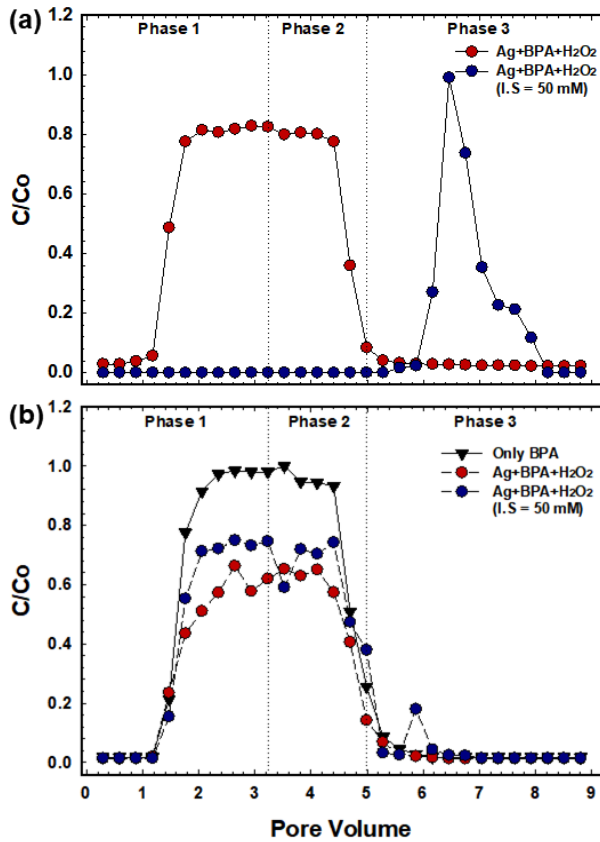 (a)
Phase 1 Phase 2 Phase 3
Ag+BPA+H₂O₂
Ag+BPA+H₂O₂
(I.S = 50 mM)
C/Co
1.2
1.0
0.8
0.6
0.4
0.2
0.0
(b)
Phase 1 Phase 2 Phase 3
Only BPA
Ag+BPA+H₂O₂
Ag+BPA+H₂O₂
(I.S = 50 mM)
C/Co
1.2
1.0
0.8
0.6
0.4
0.2
0.0
0 1 2 3 4 5 6 7 8 9
Pore Volume